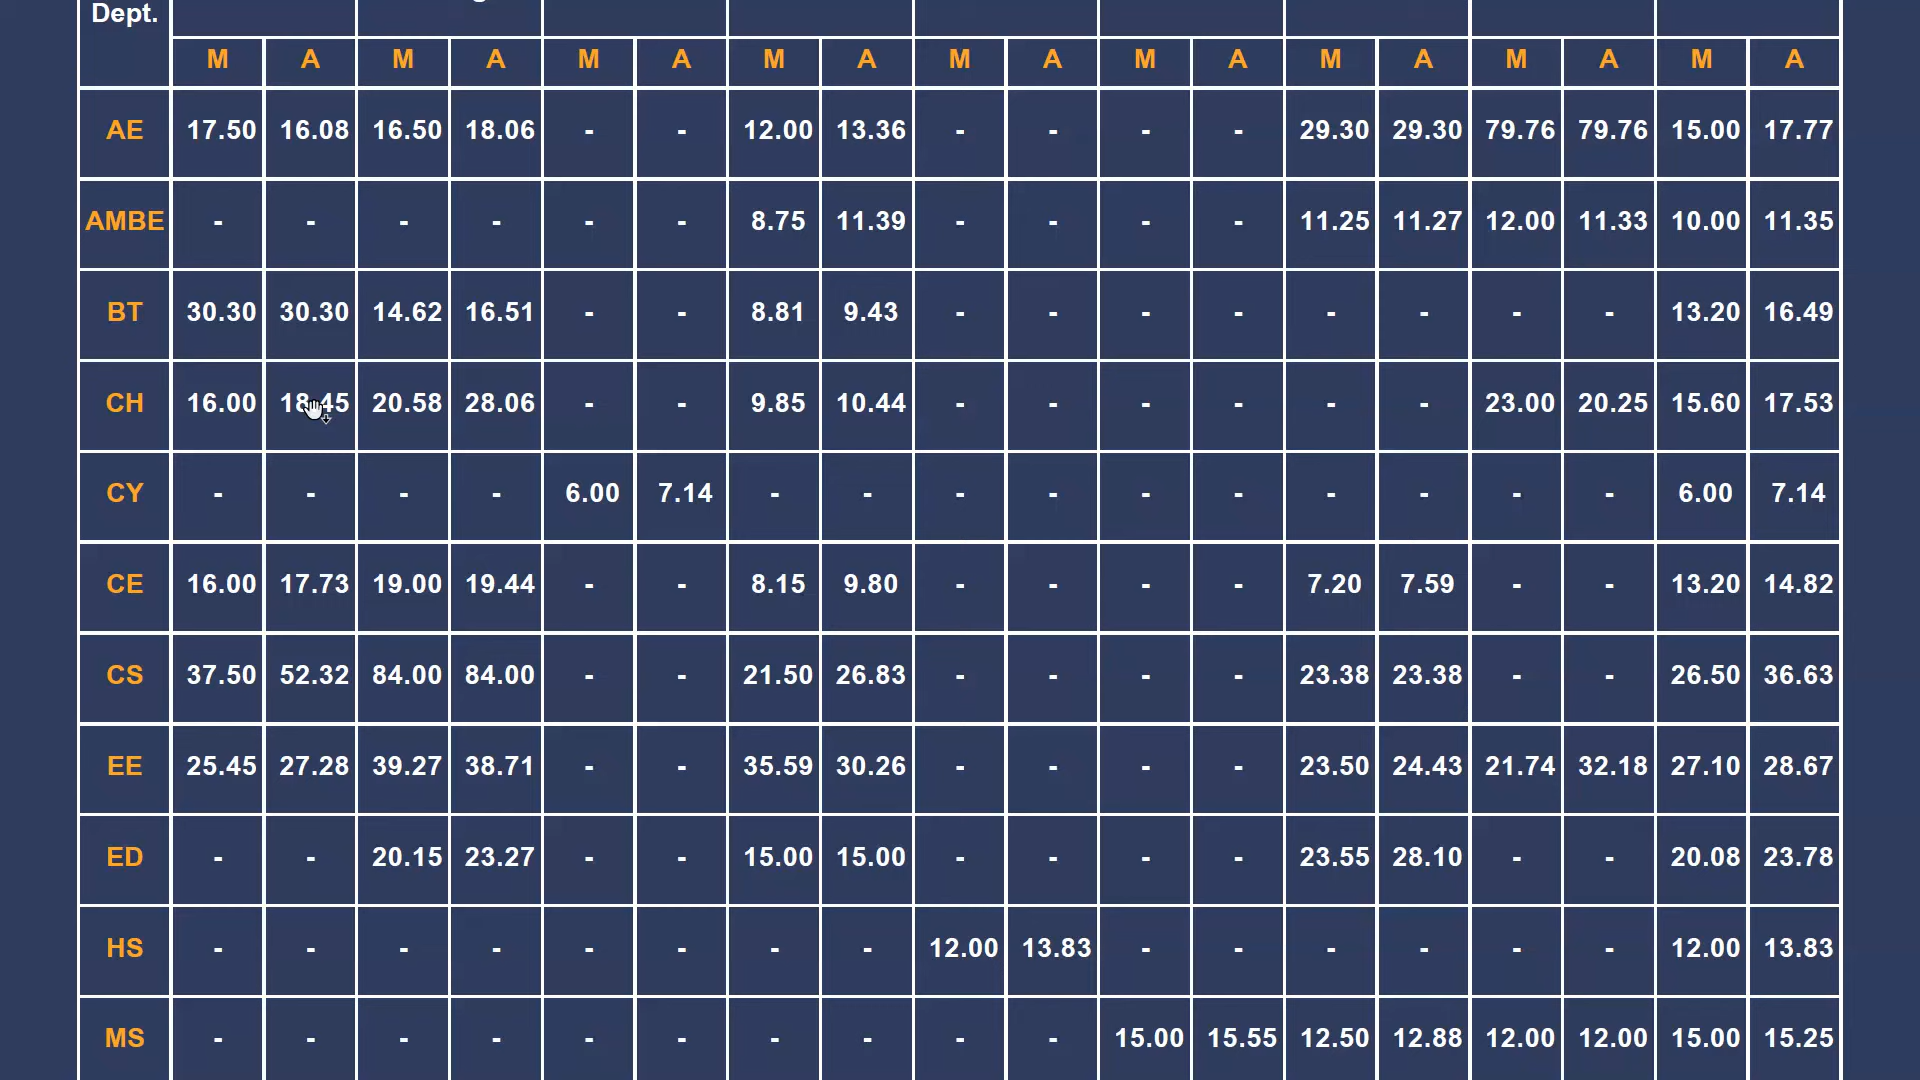 Dept.
M A M A M A M A M A M A M A M A M A
AE 17.50 16.08 16.50 18.06 - - 12.00 13.36 - - - - 29.30 29.30 79.76 79.76 15.00 17.77
AMBE - - - - - - 8.75 11.39 - - - - 11.25 11.27 12.00 11.33 10.00 11.35
BT 30.30 30.30 14.62 16.51 - - 8.81 9.43 - - - - - - - - 13.20 16.49
CH 16.00 18.45 20.58 28.06 - - 9.85 10.44 - - - - - - 23.00 20.25 15.60 17.53
CY - - - - 6.00 7.14 - - - - - - - - - - 6.00 7.14
CE 16.00 17.73 19.00 19.44 - - 8.15 9.80 - - - - 7.20 7.59 - - 13.20 14.82
CS 37.50 52.32 84.00 84.00 - - 21.50 26.83 - - - - 23.38 23.38 - - 26.50 36.63
EE 25.45 27.28 39.27 38.71 - - 35.59 30.26 - - - - 23.50 24.43 21.74 32.18 27.10 28.67
ED - - 20.15 23.27 - - 15.00 15.00 - - - - 23.55 28.10 - - 20.08 23.78
HS - - - - - - - - 12.00 13.83 - - - - - - 12.00 13.83
MS - - - - - - - - - - 15.00 15.55 12.50 12.88 12.00 12.00 15.00 15.25